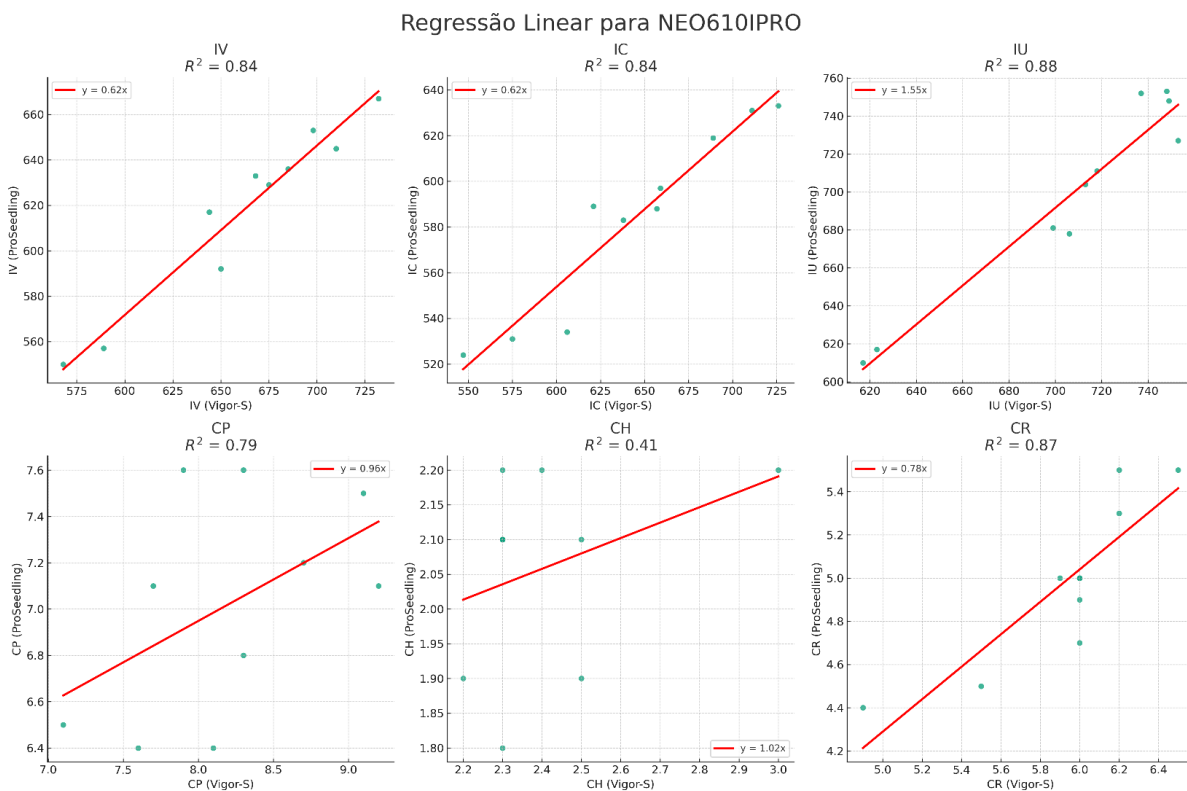 Regressão Linear para NEO610IPRO
IV
R² = 0.84
y = 0.62x
660
640
620
600
580
560
575
600
625
650
675
700
725
IV (ProSeedling)
IV (Vigor-S)
IC
R² = 0.84
y = 0.62x
640
620
600
580
560
540
520
550
575
600
625
650
675
700
725
IC (ProSeedling)
IC (Vigor-S)
IU
R² = 0.88
y = 1.55x
760
740
720
700
680
660
640
620
600
620
640
660
680
700
720
740
IU (ProSeedling)
IU (Vigor-S)
CP
R² = 0.79
y = 0.96x
7.6
7.4
7.2
7.0
6.8
6.6
6.4
7.0
7.5
8.0
8.5
9.0
CP (ProSeedling)
CP (Vigor-S)
CH
R² = 0.41
y = 1.02x
2.20
2.15
2.10
2.05
2.00
1.95
1.90
1.85
1.80
2.2
2.3
2.4
2.5
2.6
2.7
2.8
2.9
3.0
CH (ProSeedling)
CH (Vigor-S)
CR
R² = 0.87
y = 0.78x
5.4
5.2
5.0
4.8
4.6
4.4
4.2
5.0
5.2
5.4
5.6
5.8
6.0
6.2
6.4
CR (ProSeedling)
CR (Vigor-S)